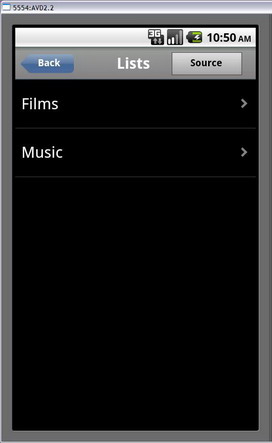 5554:AVD2.2
3G
10:50 AM
Back
Lists
Source
Films
Music